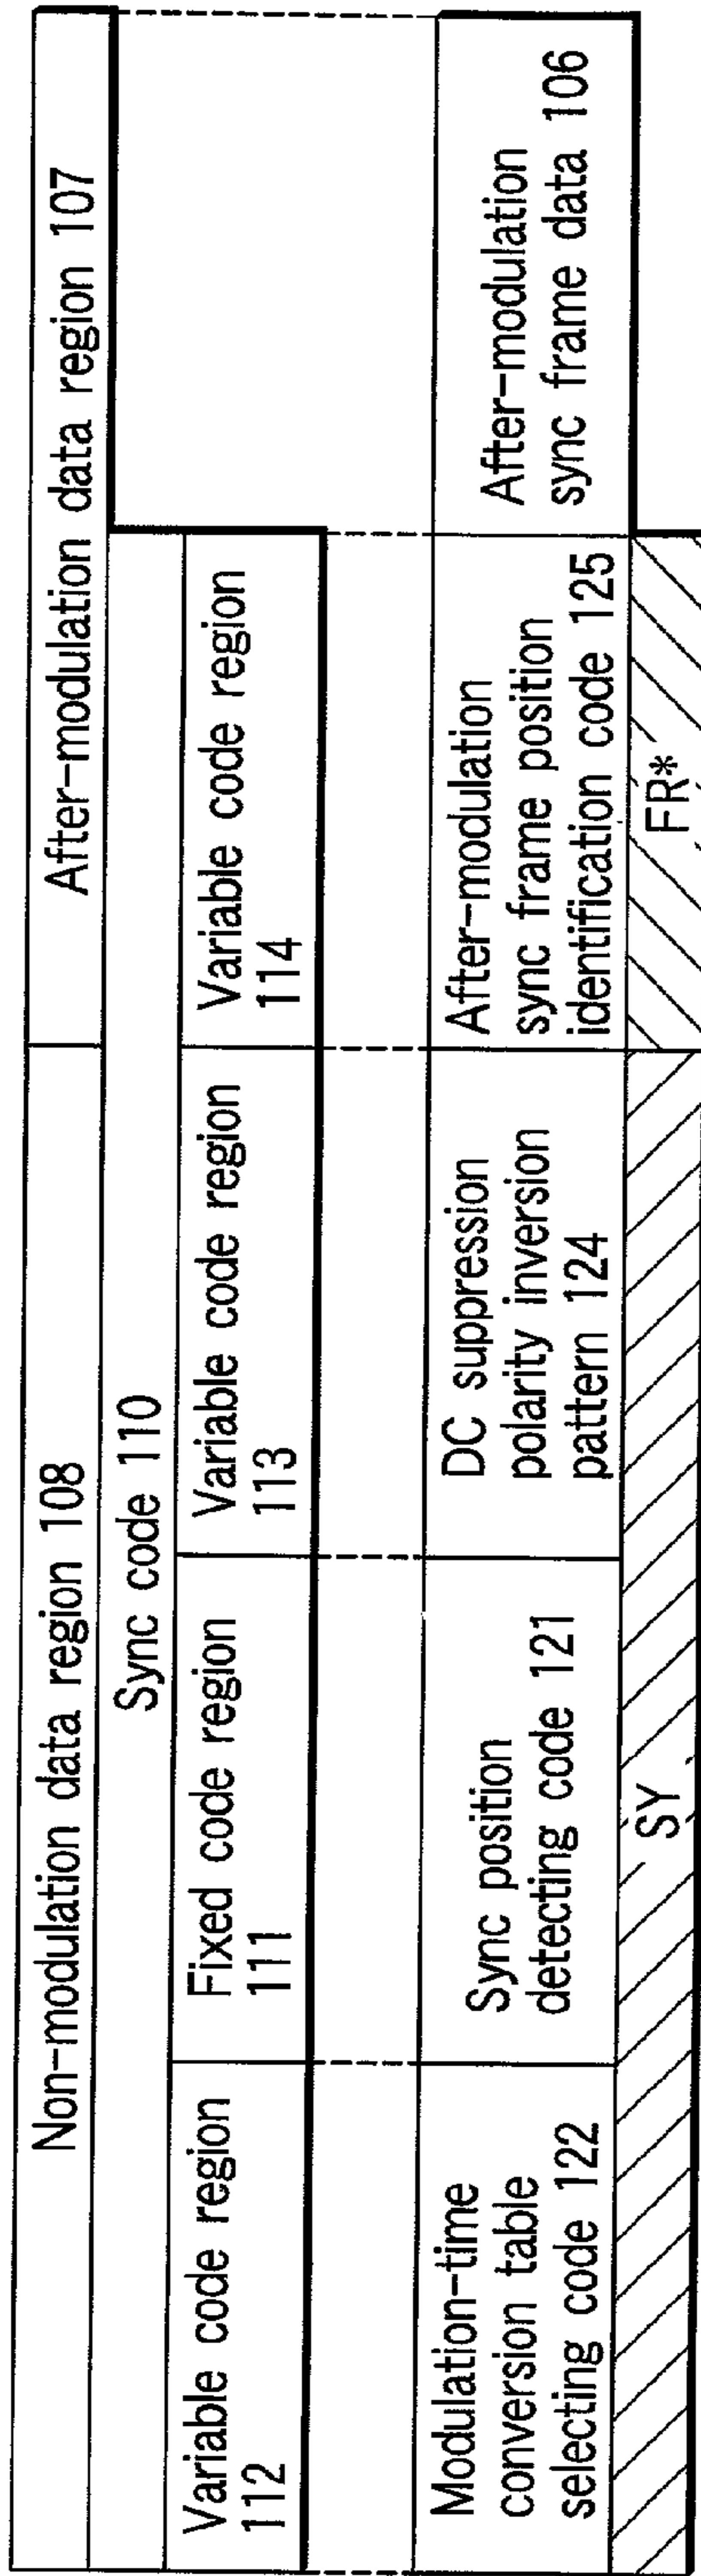 Non-modulation data region 108
After-modulation data region 107
Sync code 110
Variable code region
112
Fixed code region
111
Variable code region
113
Variable code region
114
Modulation-time
conversion table
selecting code 122
Sync position
detecting code 121
DC suppression
polarity inversion
pattern 124
After-modulation
sync frame position
identification code 125
After-modulation
sync frame data 106
SY
FR*